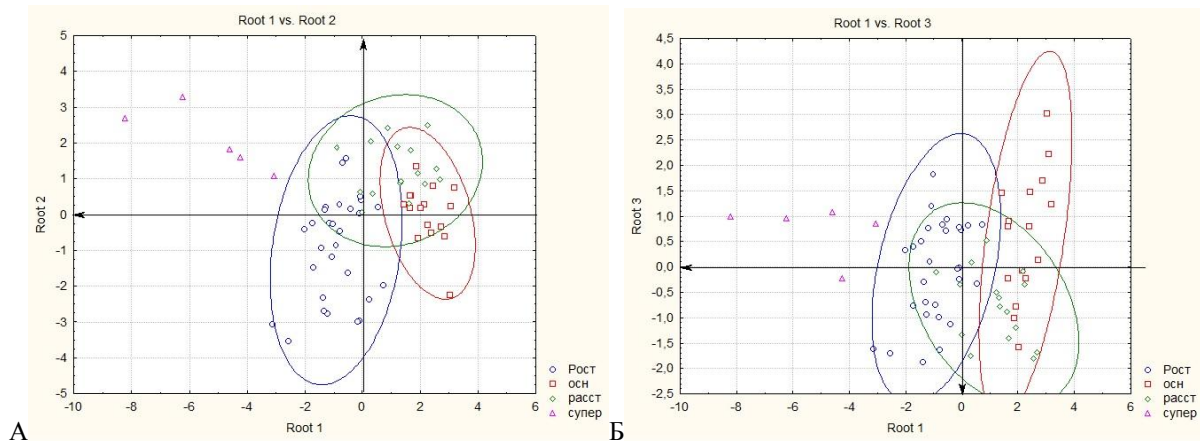 Root 1 vs. Root 2
5
4
3
2
1
0
-1
-2
-3
-4
-5
Root 2
-10 -8 -6 -4 -2 0 2 4 6
Root 1
Рост
осн
расст
супер
А
Root 1 vs. Root 3
4,5
4,0
3,5
3,0
2,5
2,0
1,5
1,0
0,5
0,0
-0,5
-1,0
-1,5
-2,0
-2,5
Root 3
-10 -8 -6 -4 -2 0 2 4 6
Root 1
Рост
осн
расст
супер
Б